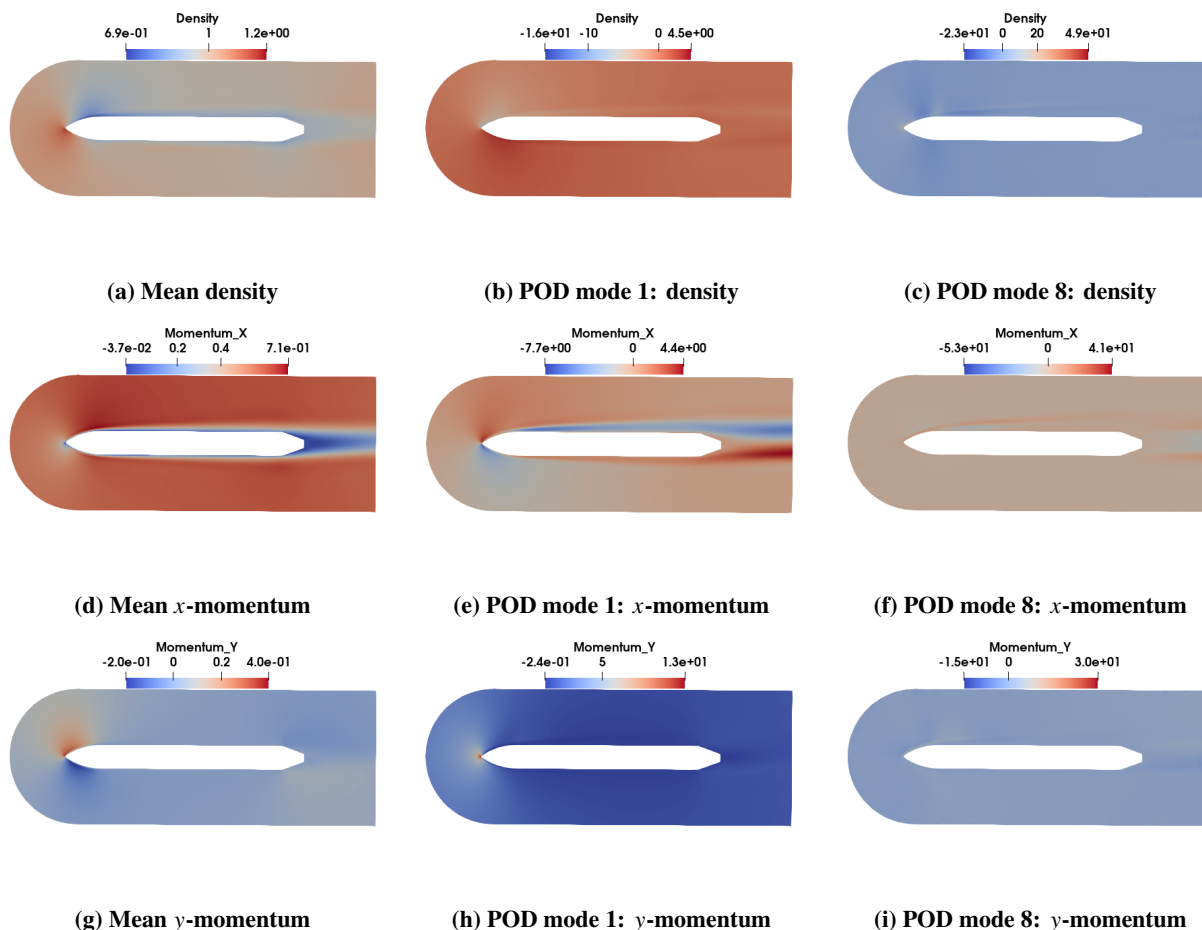 Density Density Density
6.9e-01 1 1.2e+00 -1.6e+01 -10 0 4.5e+00 -2.3e+01 0 20 4.9e+01
(a) Mean density (b) POD mode 1: density (c) POD mode 8: density
Momentum_X Momentum_X Momentum_X
-3.7e-02 0.2 0.4 7.1e-01 -7.7e+00 0 4.4e+00 -5.3e+01 0 4.1e+01
(d) Mean x-momentum (e) POD mode 1: x-momentum (f) POD mode 8: x-momentum
Momentum_Y Momentum_Y Momentum_Y
-2.0e-01 0 0.2 4.0e-01 -2.4e-01 5 1.3e+01 -1.5e+01 0 3.0e+01
(g) Mean y-momentum (h) POD mode 1: y-momentum (i) POD mode 8: y-momentum